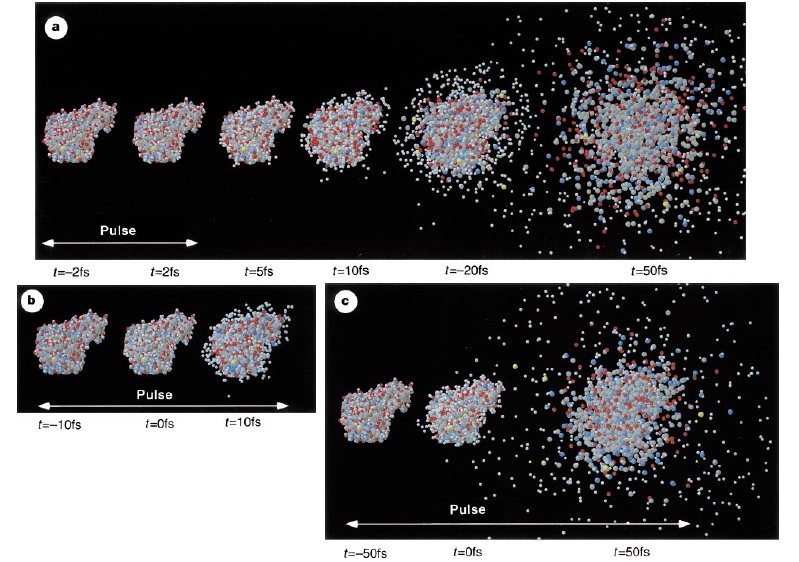 a
Pulse
t=–2fs t=2fs t=5fs t=10fs t=–20fs t=50fs
b
Pulse
t=–10fs t=0fs t=10fs
c
Pulse
t=–50fs t=0fs t=50fs